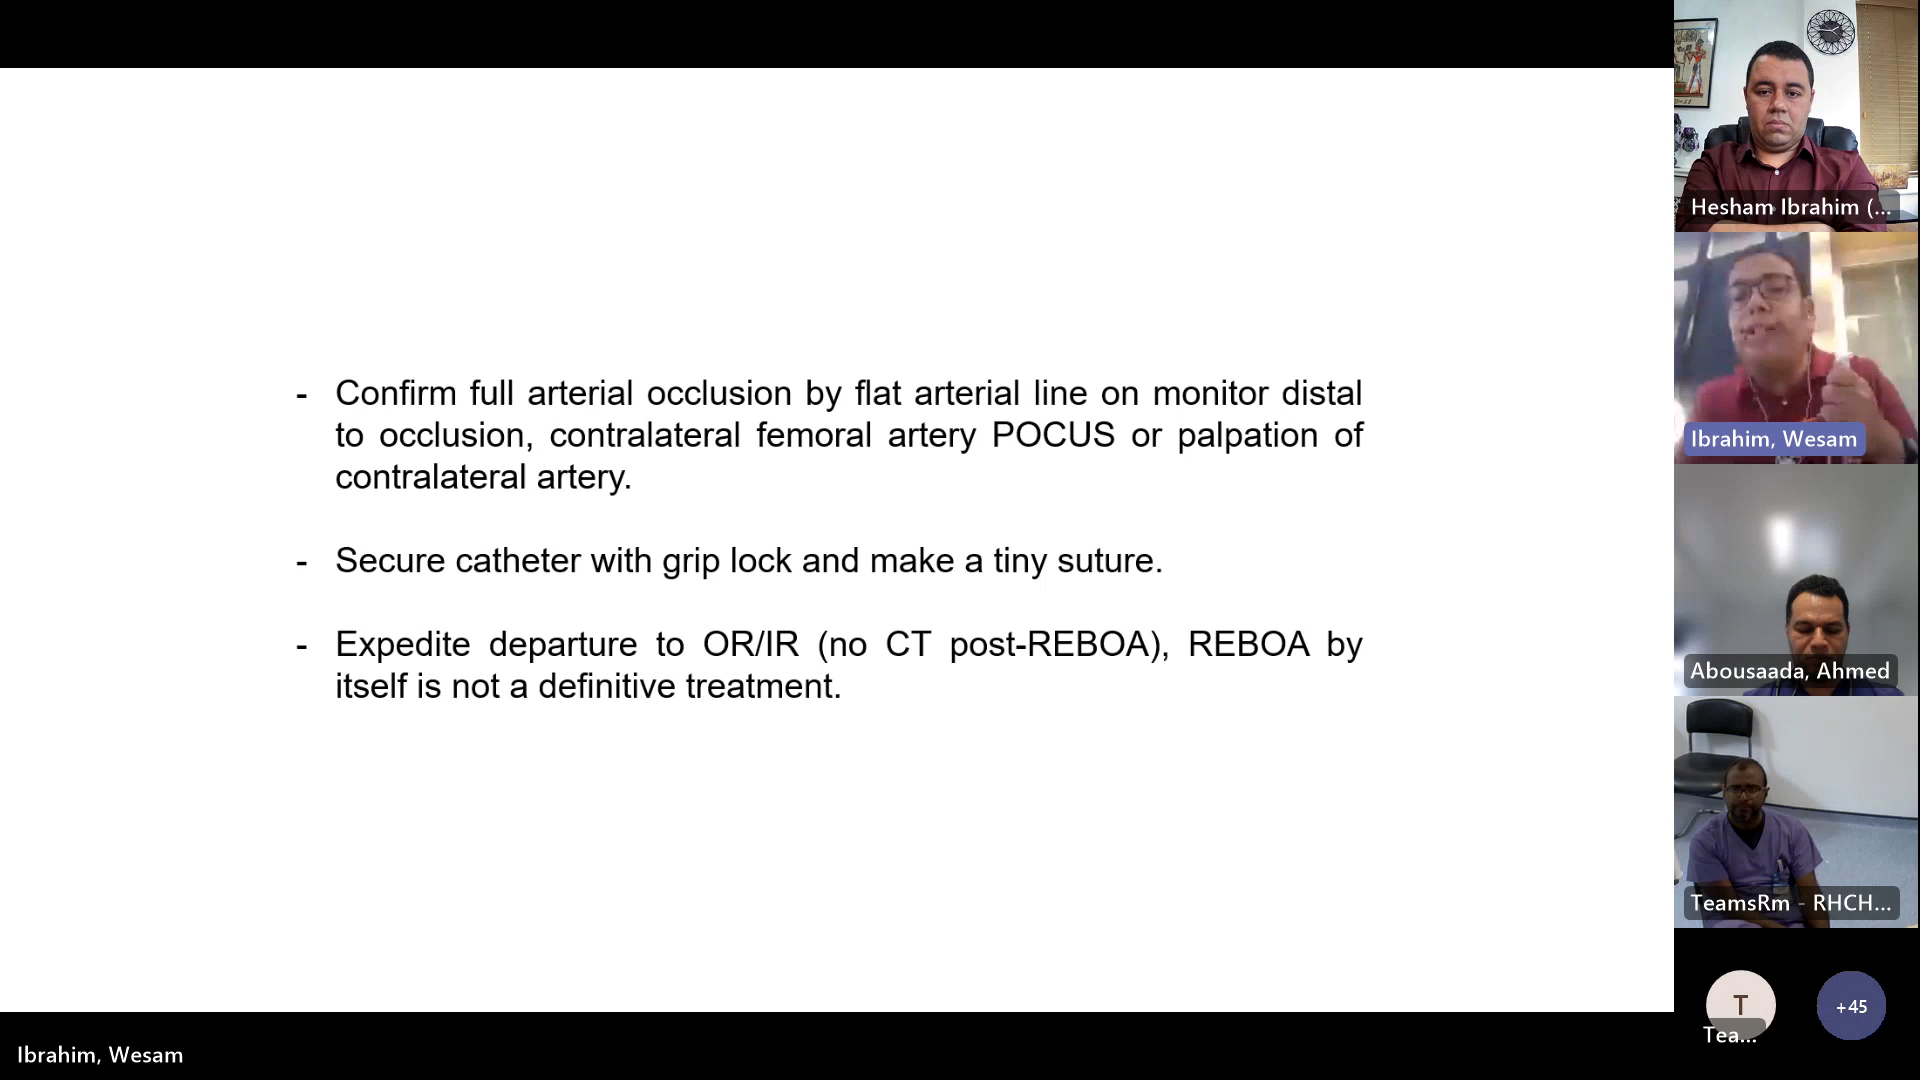 - Confirm full arterial occlusion by flat arterial line on monitor distal
to occlusion, contralateral femoral artery POCUS or palpation of
contralateral artery.
- Secure catheter with grip lock and make a tiny suture.
- Expedite departure to OR/IR (no CT post-REBOA), REBOA by
itself is not a definitive treatment.
Hesham Ibrahim (...
Ibrahim, Wesam
Abousaada, Ahmed
TeamsRm - RHCH...
T
Tea...
+45
Ibrahim, Wesam